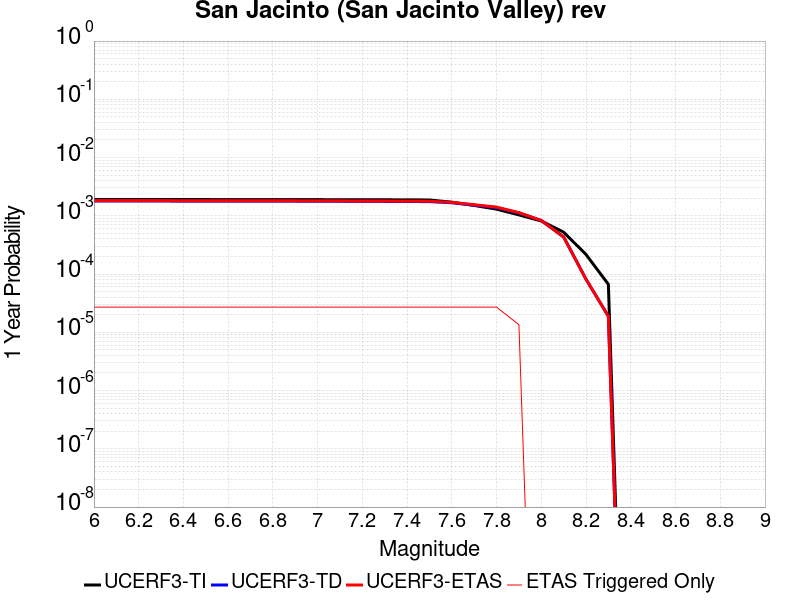 San Jacinto (San Jacinto Valley) rev
10^0
10^-1
10^-2
10^-3
10^-4
10^-5
10^-6
10^-7
10^-8
1 Year Probability
6 6.2 6.4 6.6 6.8 7 7.2 7.4 7.6 7.8 8 8.2 8.4 8.6 8.8 9
Magnitude
UCERF3-TI UCERF3-TD UCERF3-ETAS ETAS Triggered Only